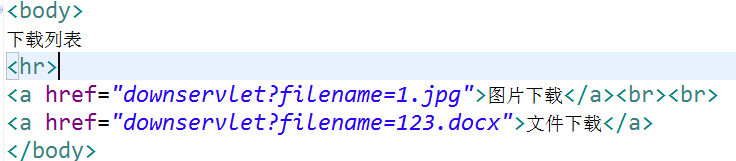 <body>
下载列表
<hr>
<a href="downservlet?filename=1.jpg">图片下载</a><br><br>
<a href="downservlet?filename=123.docx">文件下载</a>
</body>